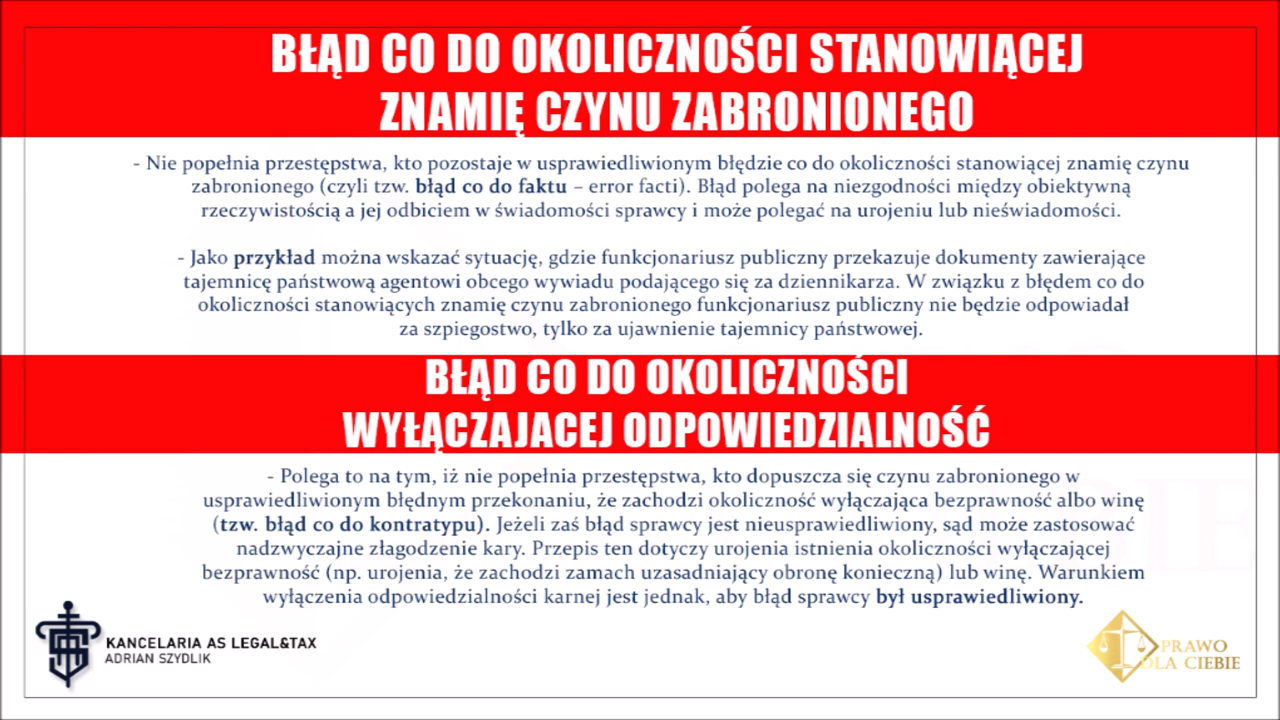 BŁĄD CO DO OKOLICZNOŚCI STANOWIĄCEJ
ZNAMIĘ CZYNU ZABRONIONEGO
- Nie popełnia przestępstwa, kto pozostaje w usprawiedliwionym błędzie co do okoliczności stanowiącej znamię czynu
zabronionego (czyli tzw. błąd co do faktu – error facti). Błąd polega na niezgodności między obiektywną
rzeczywistością a jej odbiciem w świadomości sprawcy i może polegać na urojeniu lub nieświadomości.
- Jako przykład można wskazać sytuację, gdzie funkcjonariusz publiczny przekazuje dokumenty zawierające
tajemnicę państwową agentowi obcego wywiadu podającego się za dziennikarza. W związku z błędem co do
okoliczności stanowiących znamię czynu zabronionego funkcjonariusz publiczny nie będzie odpowiadał
za szpiegostwo, tylko za ujawnienie tajemnicy państwowej.
BŁĄD CO DO OKOLICZNOŚCI
WYŁĄCZAJACEJ ODPOWIEDZIALNOŚĆ
- Polega to na tym, iż nie popełnia przestępstwa, kto dopuszcza się czynu zabronionego w
usprawiedliwionym błędnym przekonaniu, że zachodzi okoliczność wyłączająca bezprawność albo winę
(tzw. błąd co do kontratypu). Jeżeli zaś błąd sprawcy jest nieusprawiedliwiony, sąd może zastosować
nadzwyczajne złagodzenie kary. Przepis ten dotyczy urojenia istnienia okoliczności wyłączającej
bezprawność (np. urojenia, że zachodzi zamach uzasadniający obronę konieczną) lub winę. Warunkiem
wyłączenia odpowiedzialności karnej jest jednak, aby błąd sprawcy był usprawiedliwiony.
KANCELARIA AS LEGAL&TAX
ADRIAN SZYDLIK
PRAWO
DLA CIEBIE